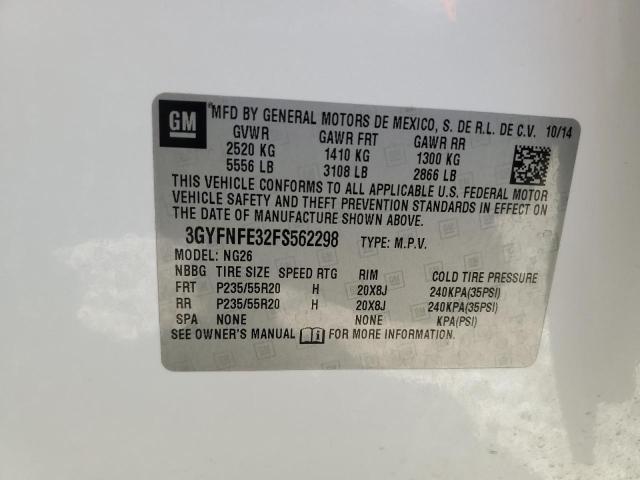 GM
MFD BY GENERAL MOTORS DE MEXICO, S. DE R.L. DE C.V. 10/14
GVWR GAWR FRT GAWR RR
2520 KG 1410 KG 1300 KG
5556 LB 3108 LB 2866 LB
THIS VEHICLE CONFORMS TO ALL APPLICABLE U.S. FEDERAL MOTOR
VEHICLE SAFETY AND THEFT PREVENTION STANDARDS IN EFFECT ON
THE DATE OF MANUFACTURE SHOWN ABOVE.
3GYFNFE32FS562298 TYPE: M.P.V.
MODEL: NG26
NBBG TIRE SIZE SPEED RTG RIM COLD TIRE PRESSURE
FRT P235/55R20 H 20X8J 240KPA(35PSI)
RR P235/55R20 H 20X8J 240KPA(35PSI)
SPA NONE NONE KPA(PSI)
SEE OWNER'S MANUAL FOR MORE INFORMATION.